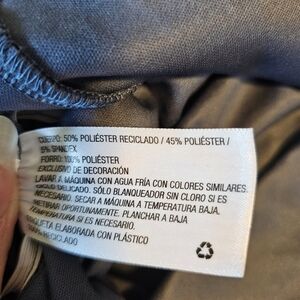 CUERPO: 50% POLIÉSTER RECICLADO / 45% POLIÉSTER /
5% SPANDEX
FORRO: 100% POLIÉSTER
EXCLUSIVO DE DECORACIÓN
LAVAR A MÁQUINA CON AGUA FRÍA CON COLORES SIMILARES.
CICLO DELICADO. SÓLO BLANQUEADOR SIN CLORO SI ES
NECESARIO. SECAR A MÁQUINA A TEMPERATURA BAJA.
RETIRAR OPORTUNAMENTE. PLANCHAR A BAJA
TEMPERATURA SI ES NECESARIO.
ETIQUETA ELABORADA CON PLÁSTICO
100% RECICLADO